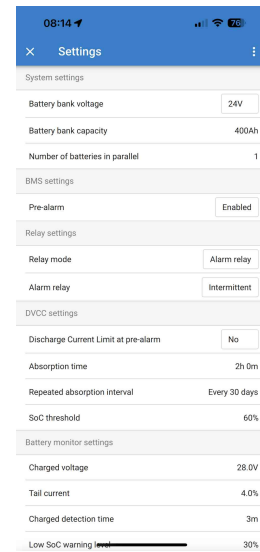 08:14
76
Settings
System settings
Battery bank voltage 24V
Battery bank capacity 400Ah
Number of batteries in parallel 1
BMS settings
Pre-alarm Enabled
Relay settings
Relay mode Alarm relay
Alarm relay Intermittent
DVCC settings
Discharge Current Limit at pre-alarm No
Absorption time 2h 0m
Repeated absorption interval Every 30 days
SoC threshold 60%
Battery monitor settings
Charged voltage 28.0V
Tail current 4.0%
Charged detection time 3m
Low SoC warning level 30%